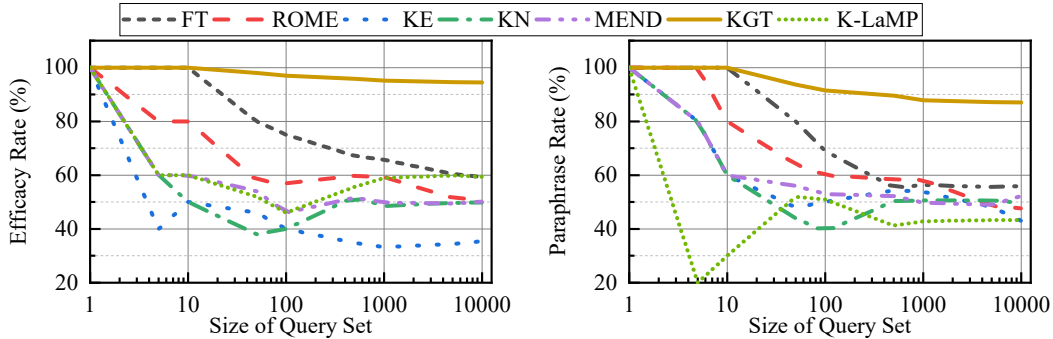 FT ROME KE KN MEND KGT K-LaMP
Efficacy Rate (%)
100
80
60
40
20
1 10 100 1000 10000
Size of Query Set
Paraphrase Rate (%)
100
80
60
40
20
1 10 100 1000 10000
Size of Query Set